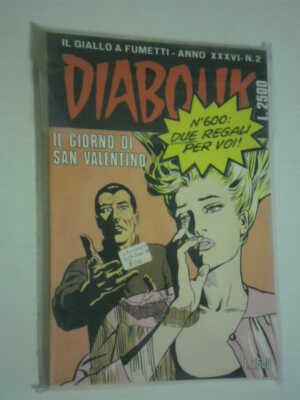 IL GIALLO A FUMETTI - ANNO XXXVI - N. 2
DIABOLIK
L. 2500
N° 600:
DUE REGALI
PER VOI!
IL GIORNO DI
SAN VALENTINO